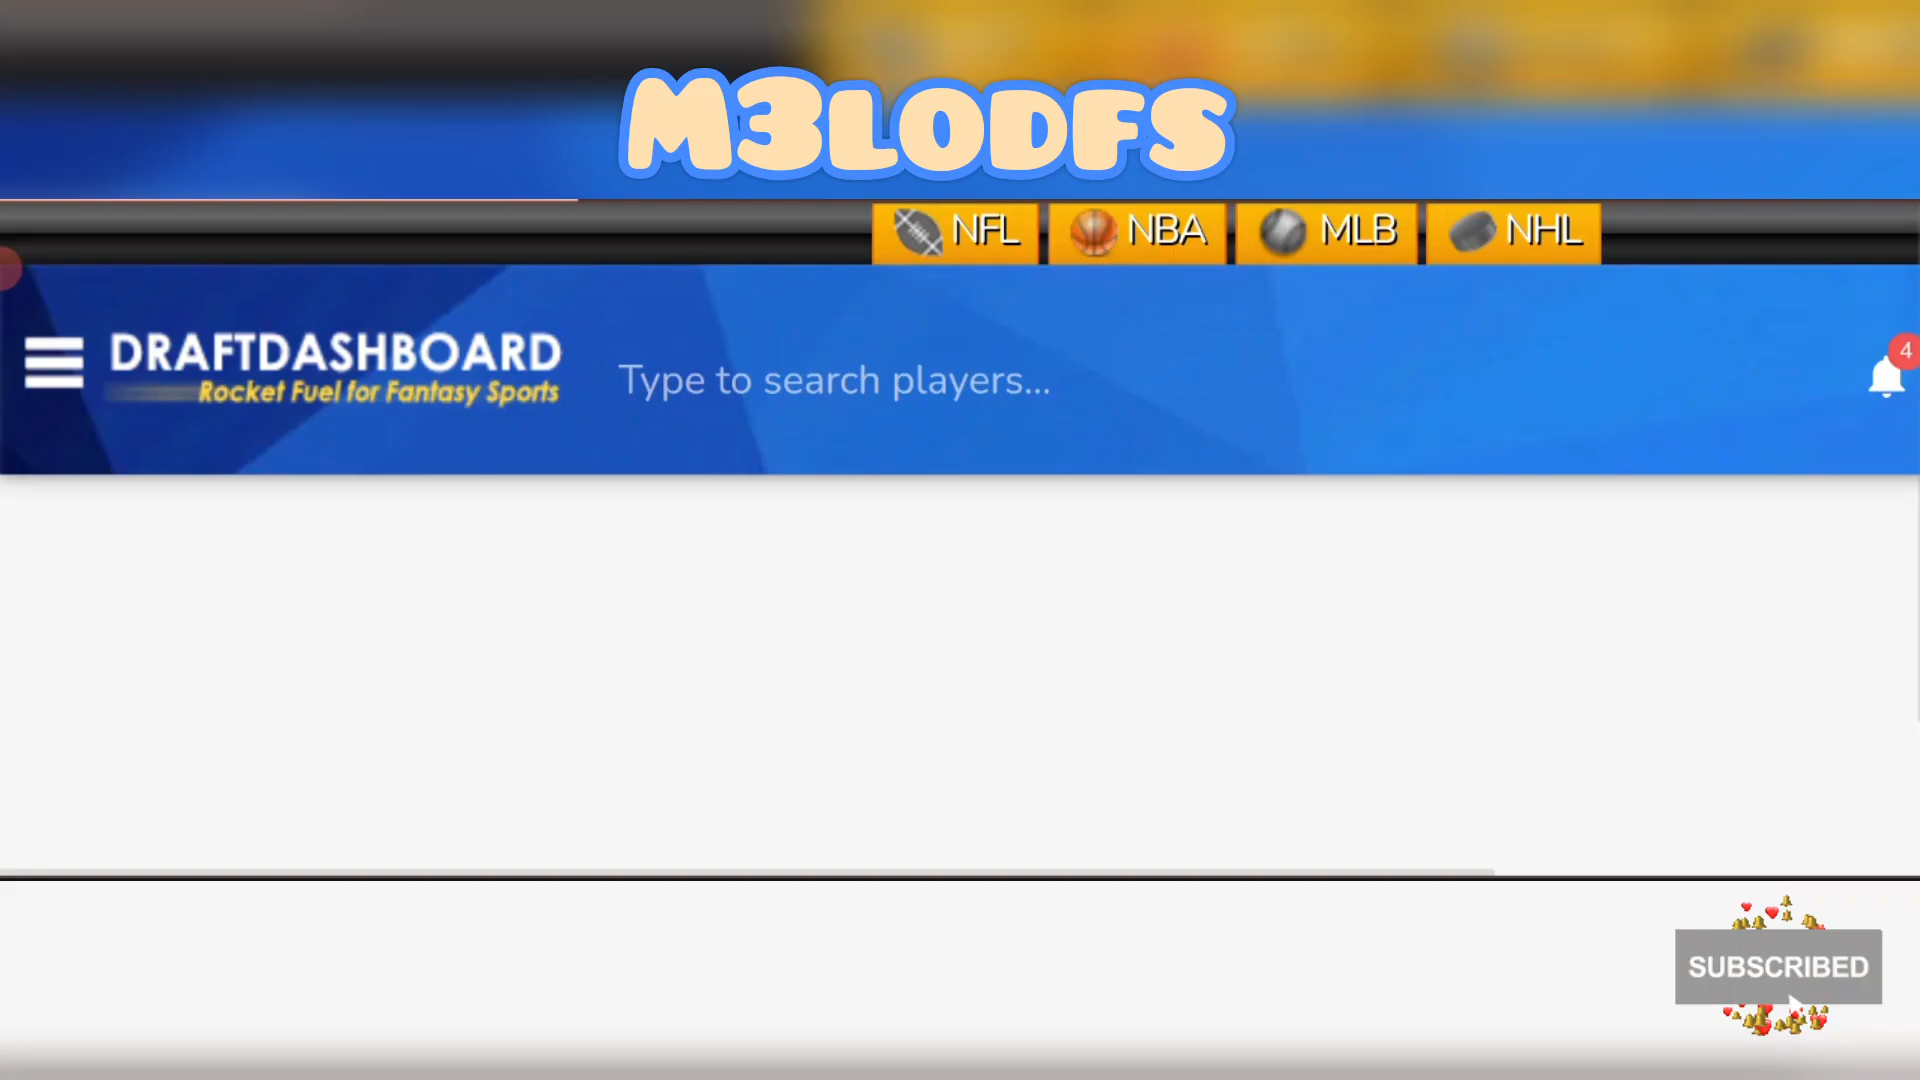 M3LODFS
NFL NBA MLB NHL
DRAFTDASHBOARD
Rocket Fuel for Fantasy Sports
Type to search players...
4
SUBSCRIBED